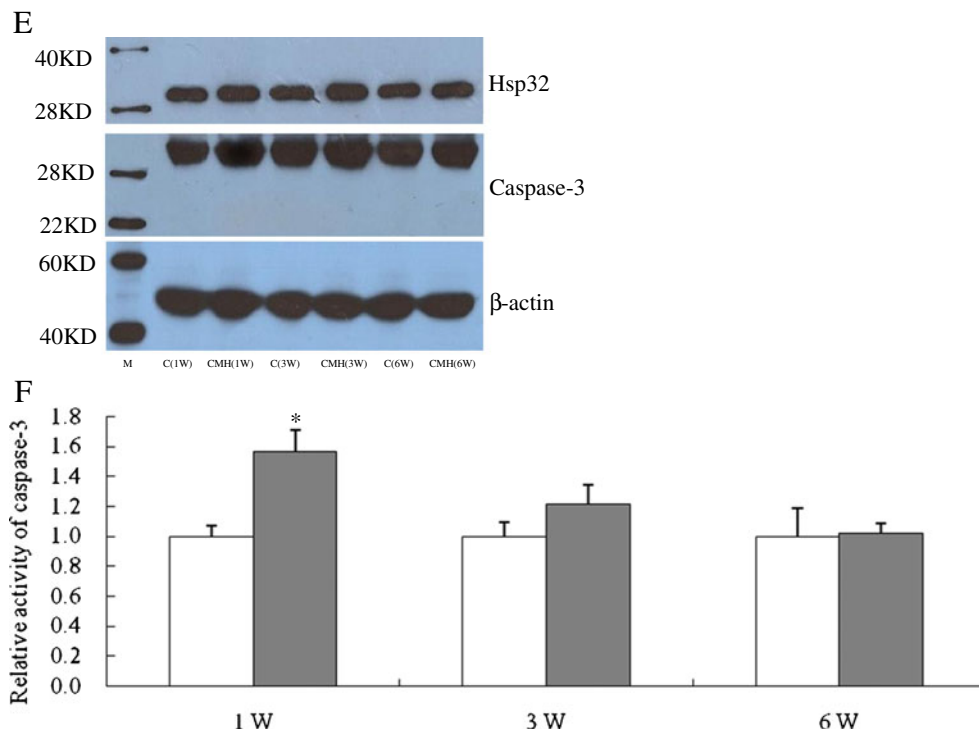 E
40KD
Hsp32
28KD
28KD
Caspase-3
22KD
60KD
β-actin
40KD
M C(1W) CMH(1W) C(3W) CMH(3W) C(6W) CMH(6W)
F
Relative activity of caspase-3
1.8
*
1.6
1.4
1.2
1.0
0.8
0.6
0.4
0.2
0.0
1 W 3 W 6 W